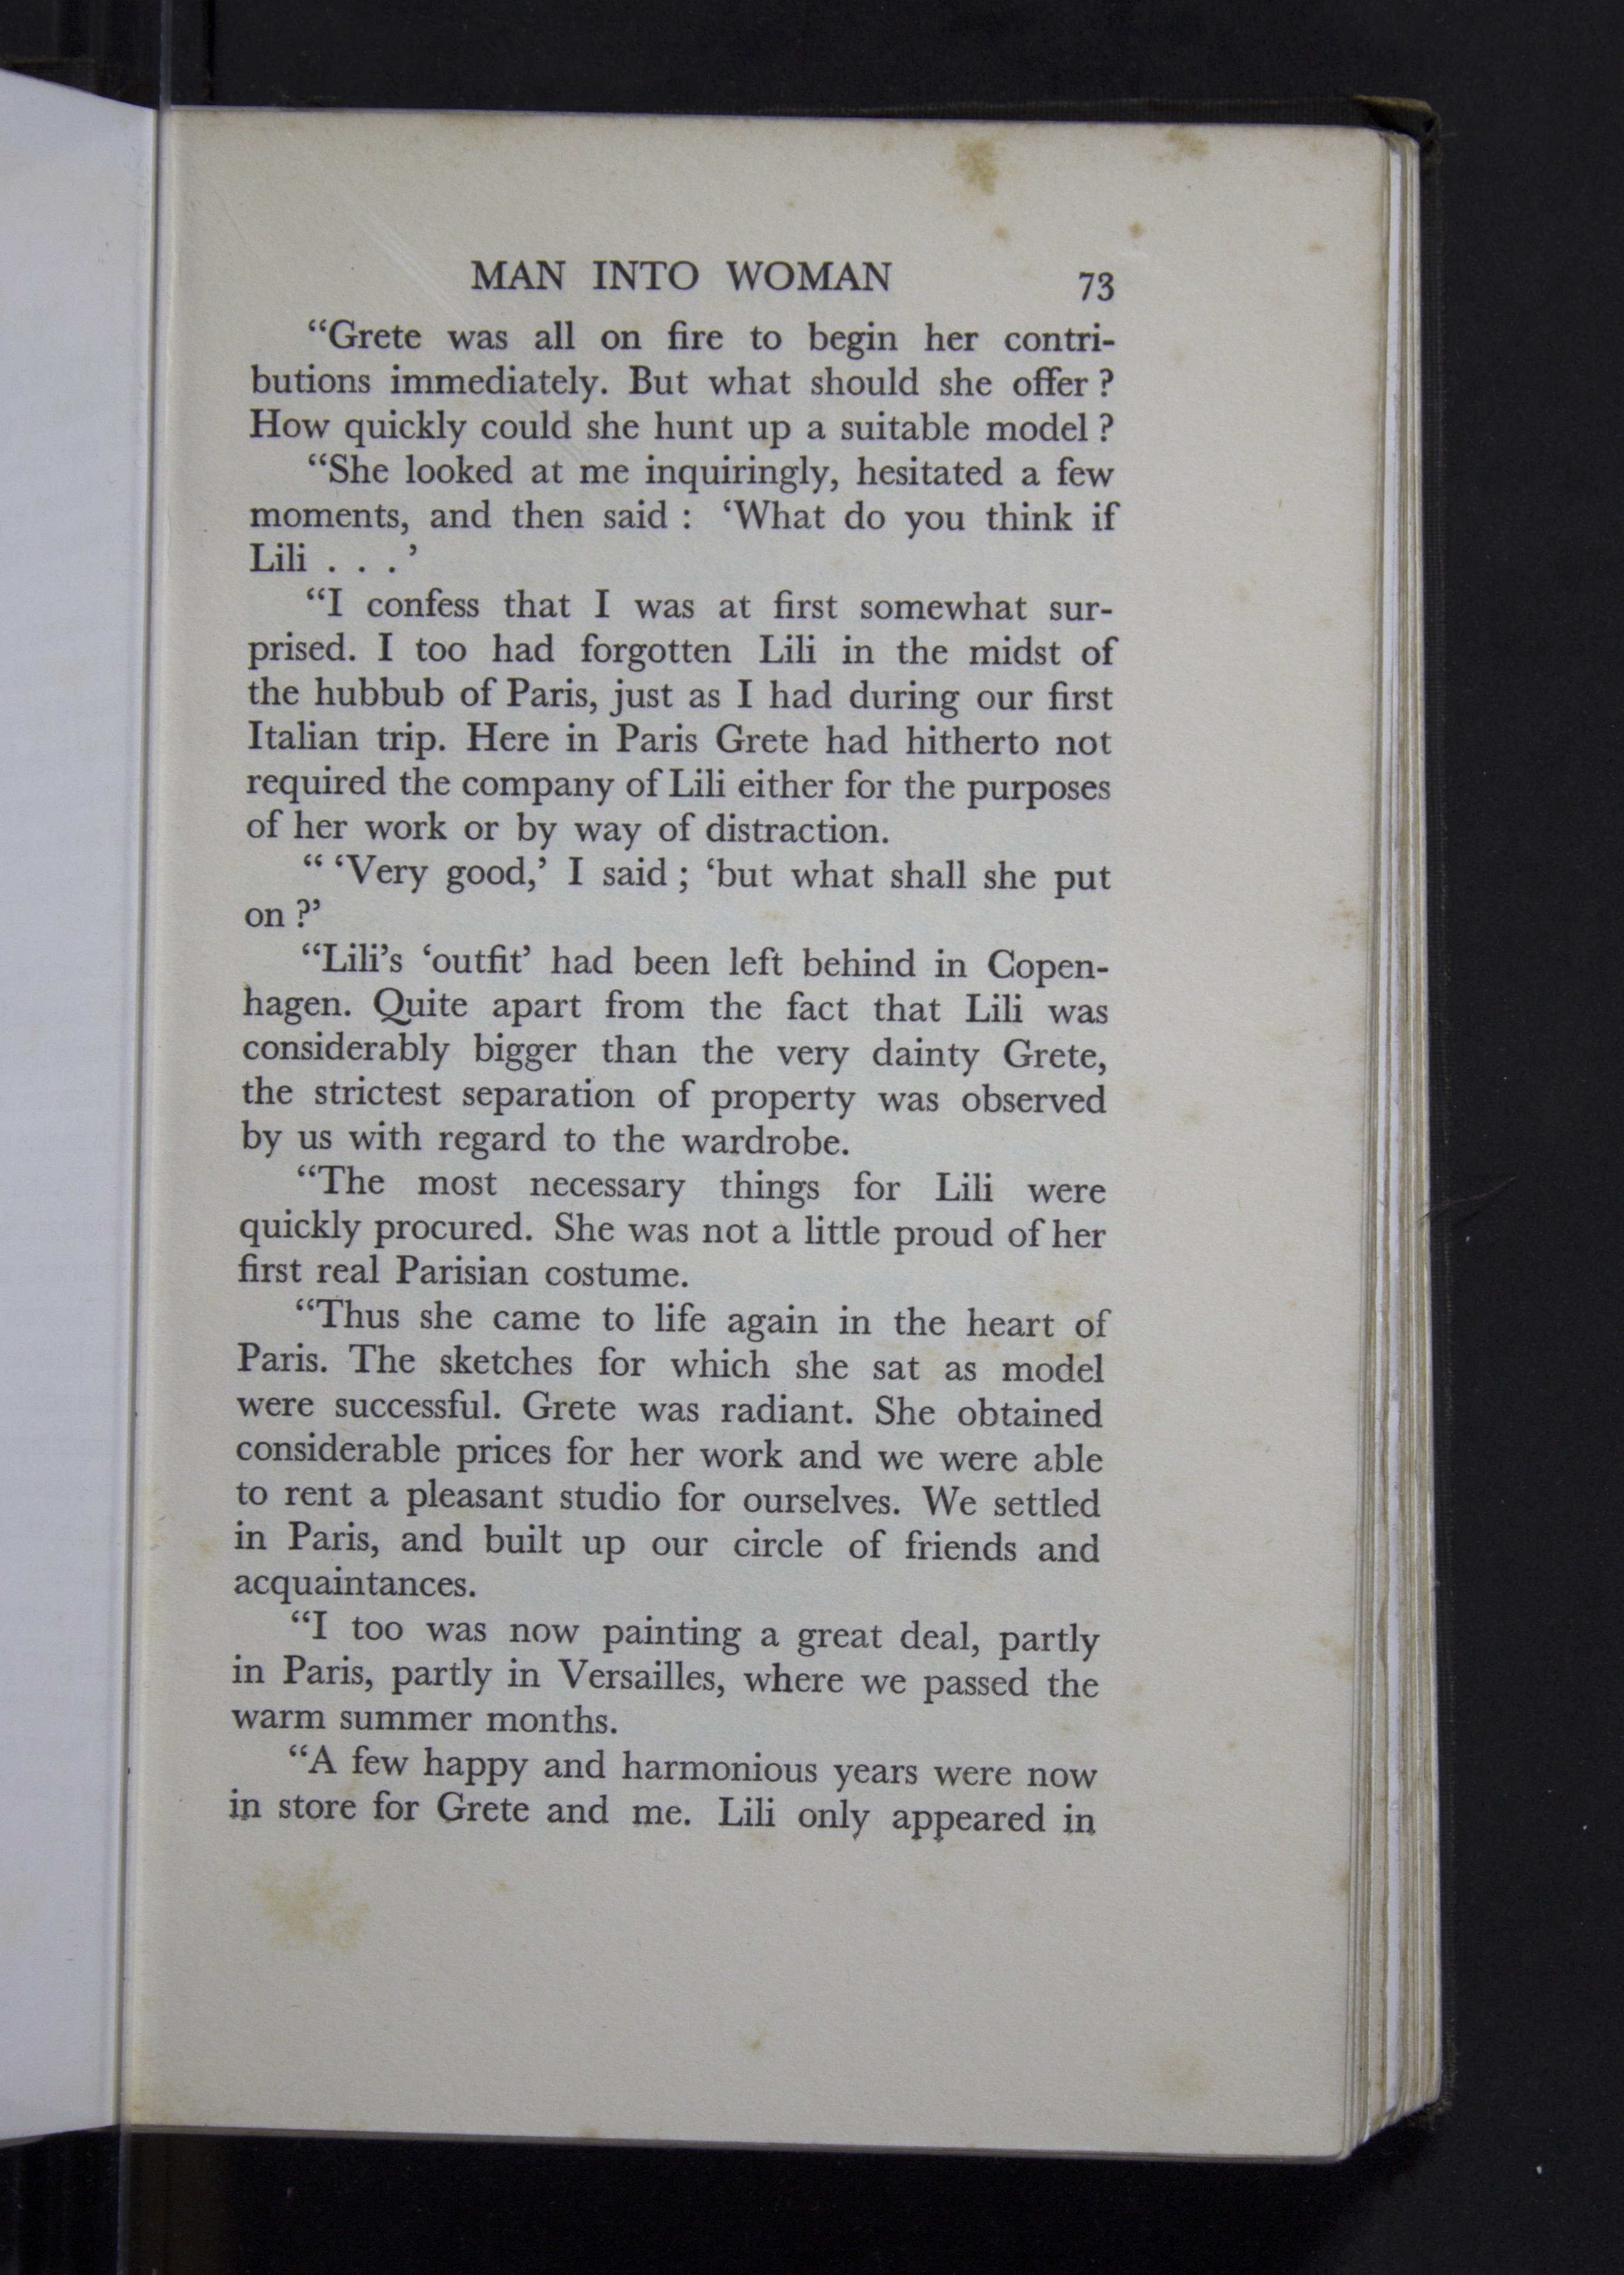 MAN INTO WOMAN 73
“Grete was all on fire to begin her contri-
butions immediately. But what should she offer ?
How quickly could she hunt up a suitable model ?
“She looked at me inquiringly, hesitated a few
moments, and then said : ‘What do you think if
Lili . . .’
“I confess that I was at first somewhat sur-
prised. I too had forgotten Lili in the midst of
the hubbub of Paris, just as I had during our first
Italian trip. Here in Paris Grete had hitherto not
required the company of Lili either for the purposes
of her work or by way of distraction.
“ ‘Very good,’ I said ; ‘but what shall she put
on ?’
“Lili’s ‘outfit’ had been left behind in Copen-
hagen. Quite apart from the fact that Lili was
considerably bigger than the very dainty Grete,
the strictest separation of property was observed
by us with regard to the wardrobe.
“The most necessary things for Lili were
quickly procured. She was not a little proud of her
first real Parisian costume.
“Thus she came to life again in the heart of
Paris. The sketches for which she sat as model
were successful. Grete was radiant. She obtained
considerable prices for her work and we were able
to rent a pleasant studio for ourselves. We settled
in Paris, and built up our circle of friends and
acquaintances.
“I too was now painting a great deal, partly
in Paris, partly in Versailles, where we passed the
warm summer months.
“A few happy and harmonious years were now
in store for Grete and me. Lili only appeared in